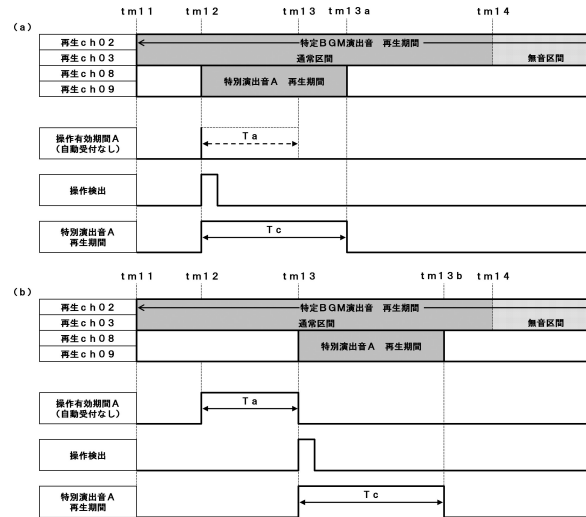 ｔｍ１１ ｔｍ１２ ｔｍ１３ ｔｍ１３ａ ｔｍ１４
（a）
再生ｃｈ０２ 特定ＢＧＭ演出音 再生期間
再生ｃｈ０３ 通常区間 無音区間
再生ｃｈ０８ 特別演出音Ａ 再生期間
再生ｃｈ０９
操作有効期間Ａ
（自動受付なし）
Ｔａ
操作検出
特別演出音Ａ
再生期間
Ｔｃ
ｔｍ１１ ｔｍ１２ ｔｍ１３ ｔｍ１３ｂ ｔｍ１４
（b）
再生ｃｈ０２ 特定ＢＧＭ演出音 再生期間
再生ｃｈ０３ 通常区間 無音区間
再生ｃｈ０８ 特別演出音Ａ 再生期間
再生ｃｈ０９
操作有効期間Ａ
（自動受付なし）
Ｔａ
操作検出
特別演出音Ａ
再生期間
Ｔｃ